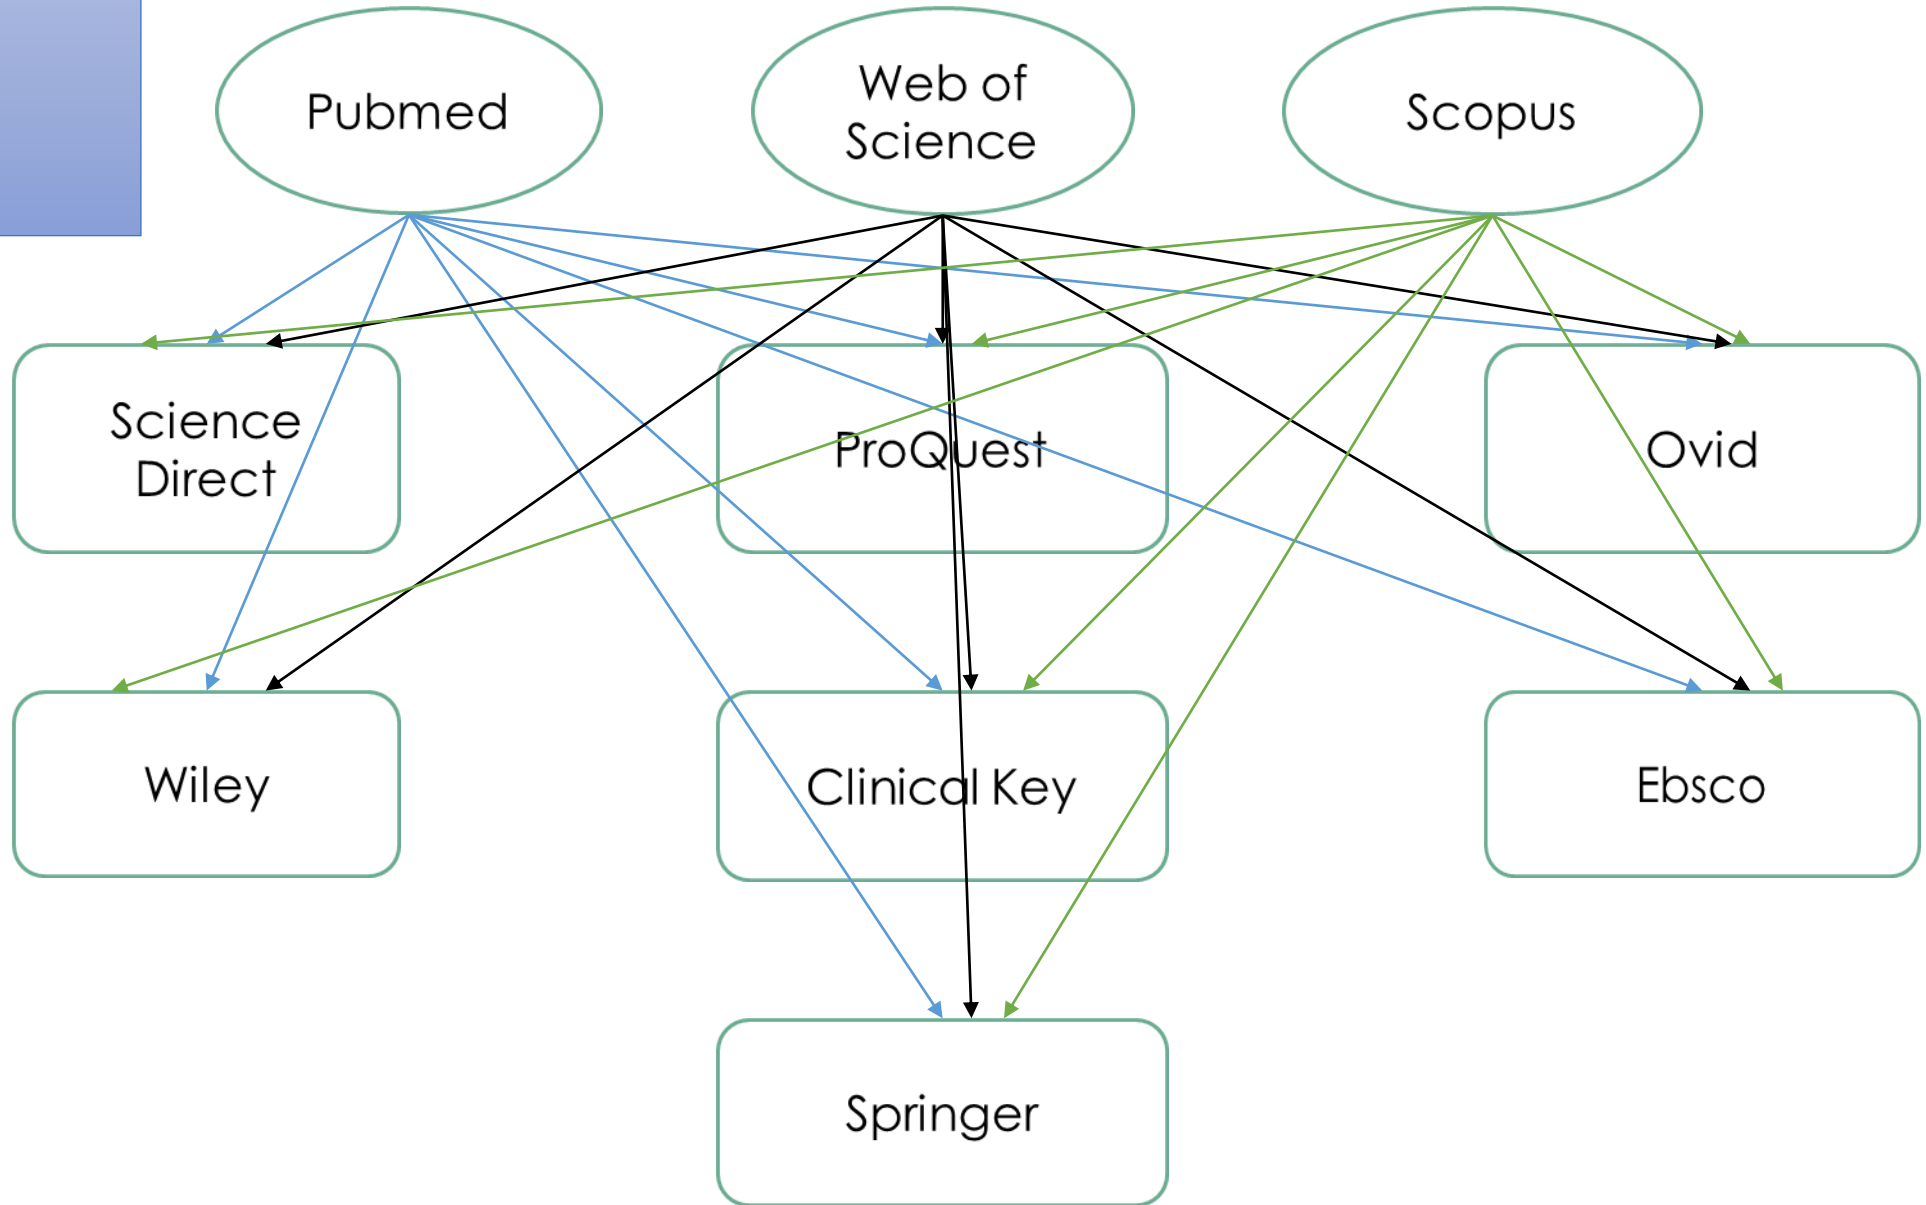 Pubmed
Web of
Science
Scopus
Science
Direct
ProQuest
Ovid
Wiley
Clinical Key
Ebsco
Springer